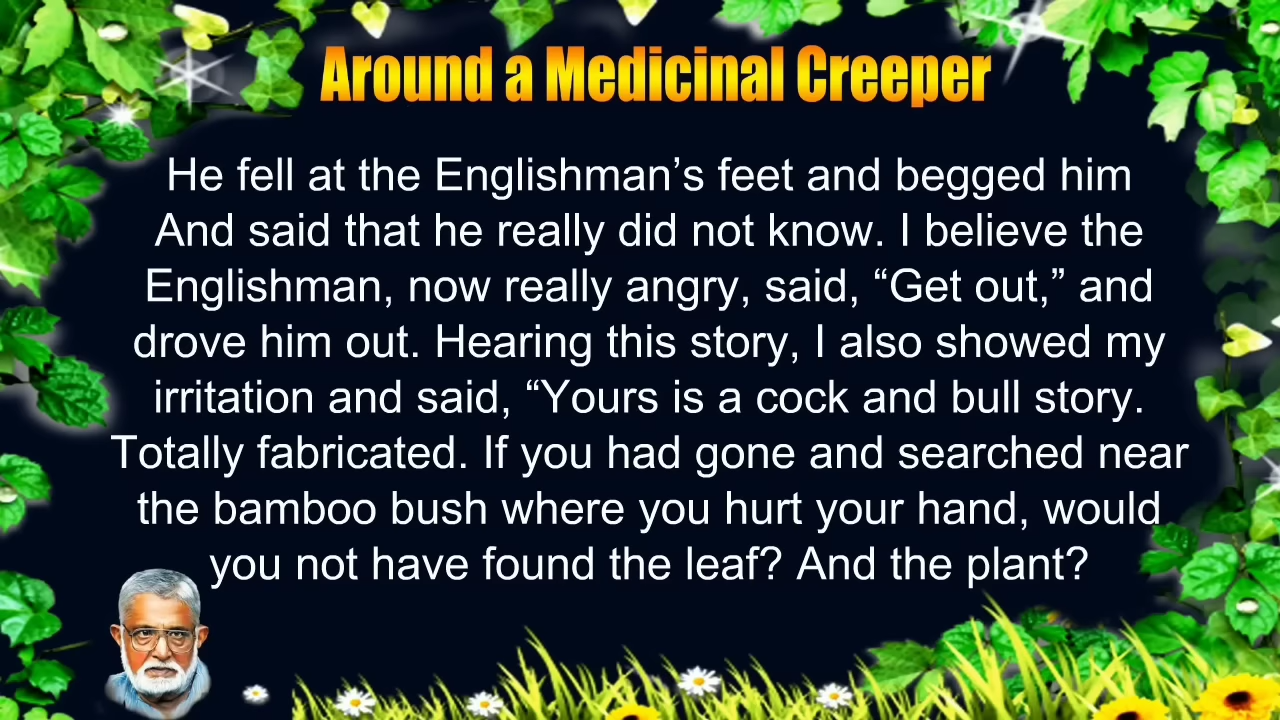 Around a Medicinal Creeper
He fell at the Englishman’s feet and begged him
And said that he really did not know. I believe the
Englishman, now really angry, said, “Get out,” and
drove him out. Hearing this story, I also showed my
irritation and said, “Yours is a cock and bull story.
Totally fabricated. If you had gone and searched near
the bamboo bush where you hurt your hand, would
you not have found the leaf? And the plant?